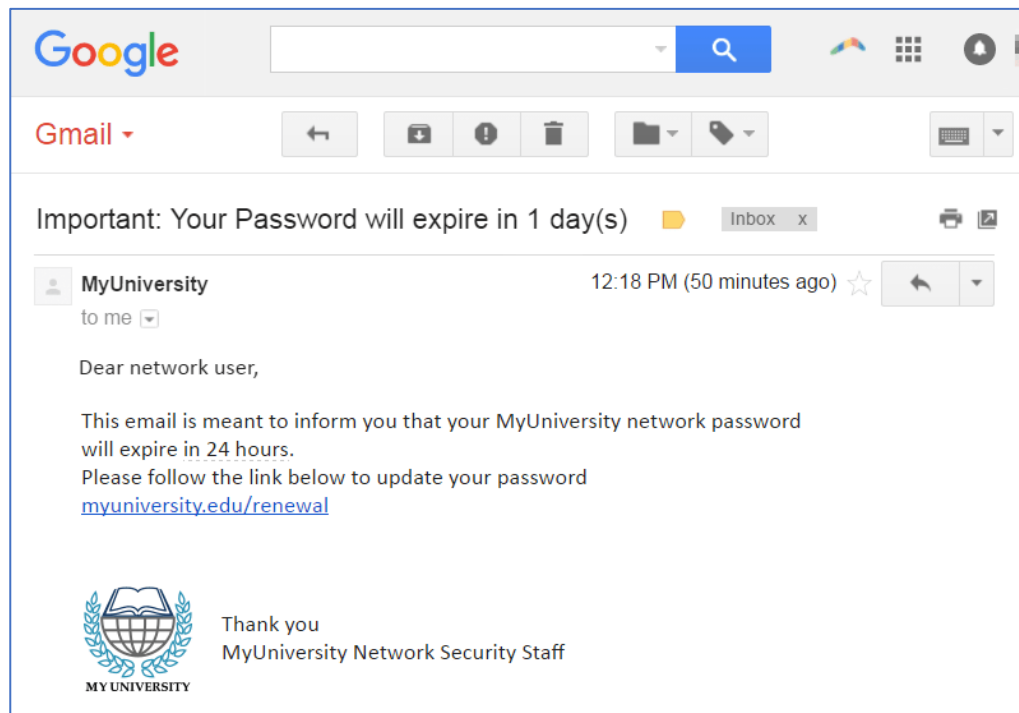 Google
Gmail
Important: Your Password will expire in 1 day(s)
Inbox x
MyUniversity
12:18 PM (50 minutes ago)
to me
Dear network user,
This email is meant to inform you that your MyUniversity network password
will expire in 24 hours.
Please follow the link below to update your password
myuniversity.edu/renewal
Thank you
MyUniversity Network Security Staff
MY UNIVERSITY